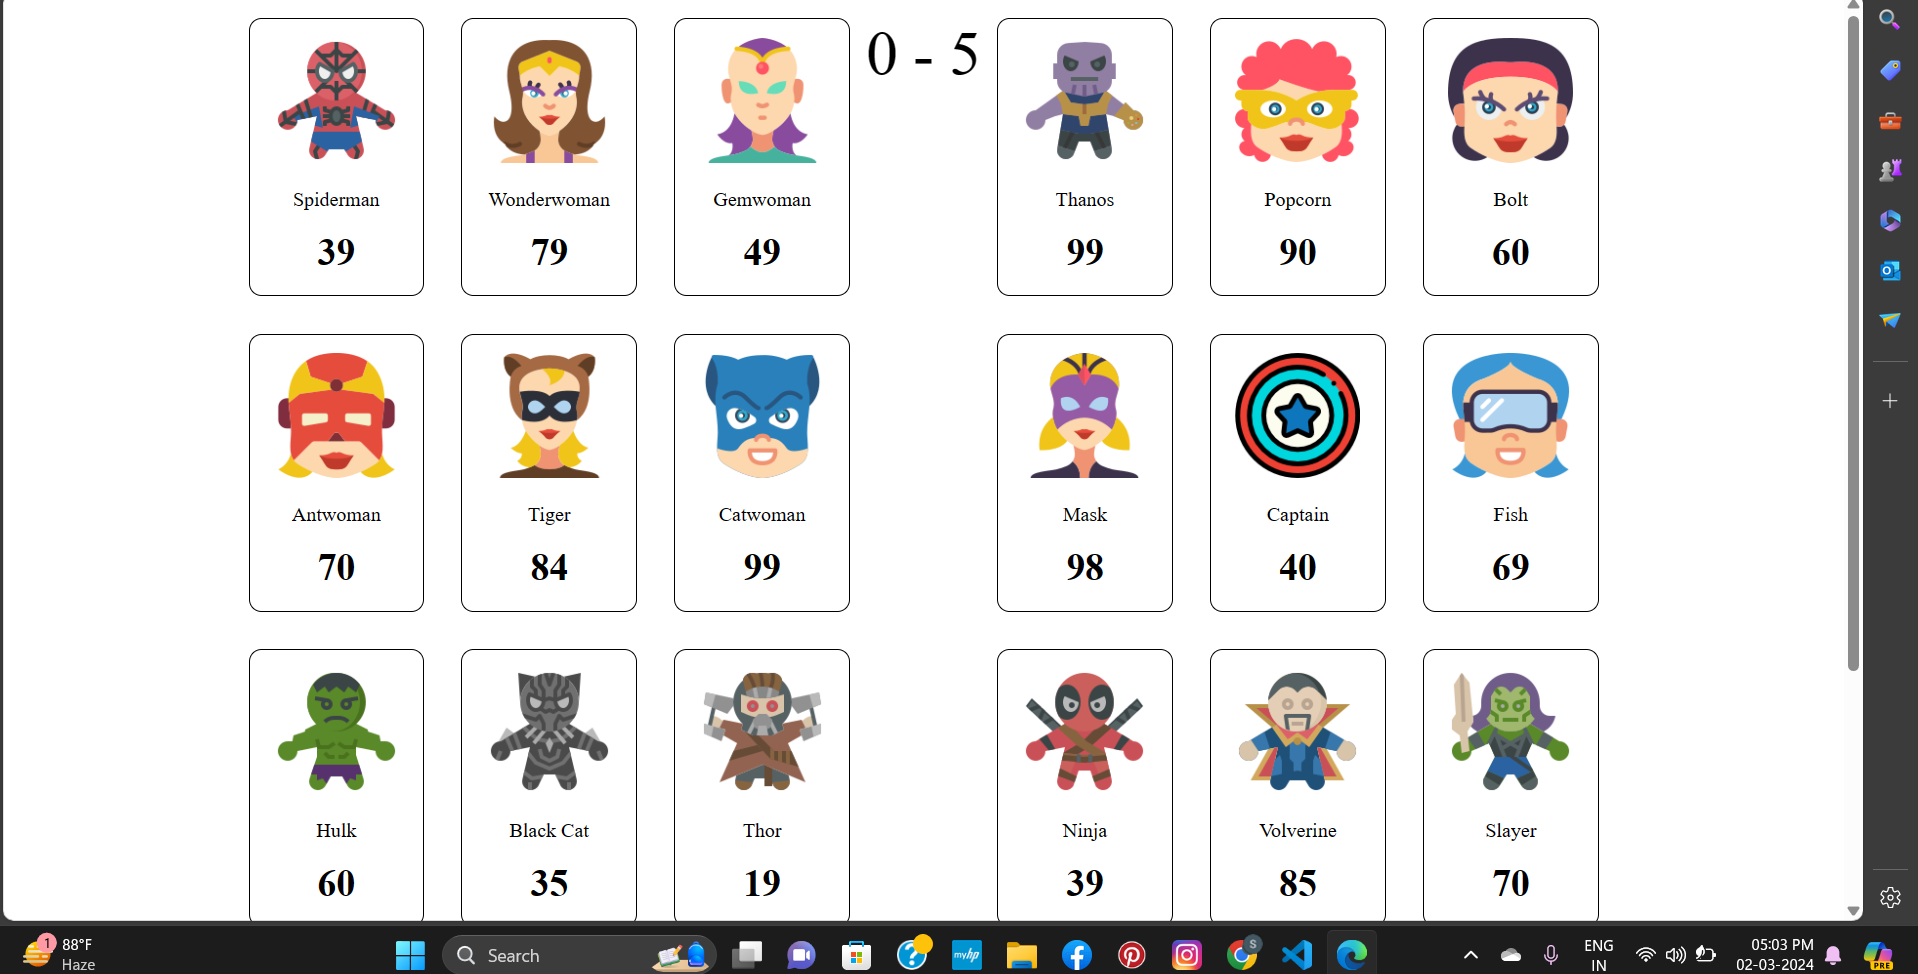 0 - 5
Spiderman
39
Wonderwoman
79
Gemwoman
49
Thanos
99
Popcorn
90
Bolt
60
Antwoman
70
Tiger
84
Catwoman
99
Mask
98
Captain
40
Fish
69
Hulk
60
Black Cat
35
Thor
19
Ninja
39
Volverine
85
Slayer
70
1
88°F
Haze
Search
myhp
S
PRE
ENG
IN
05:03 PM
02-03-2024